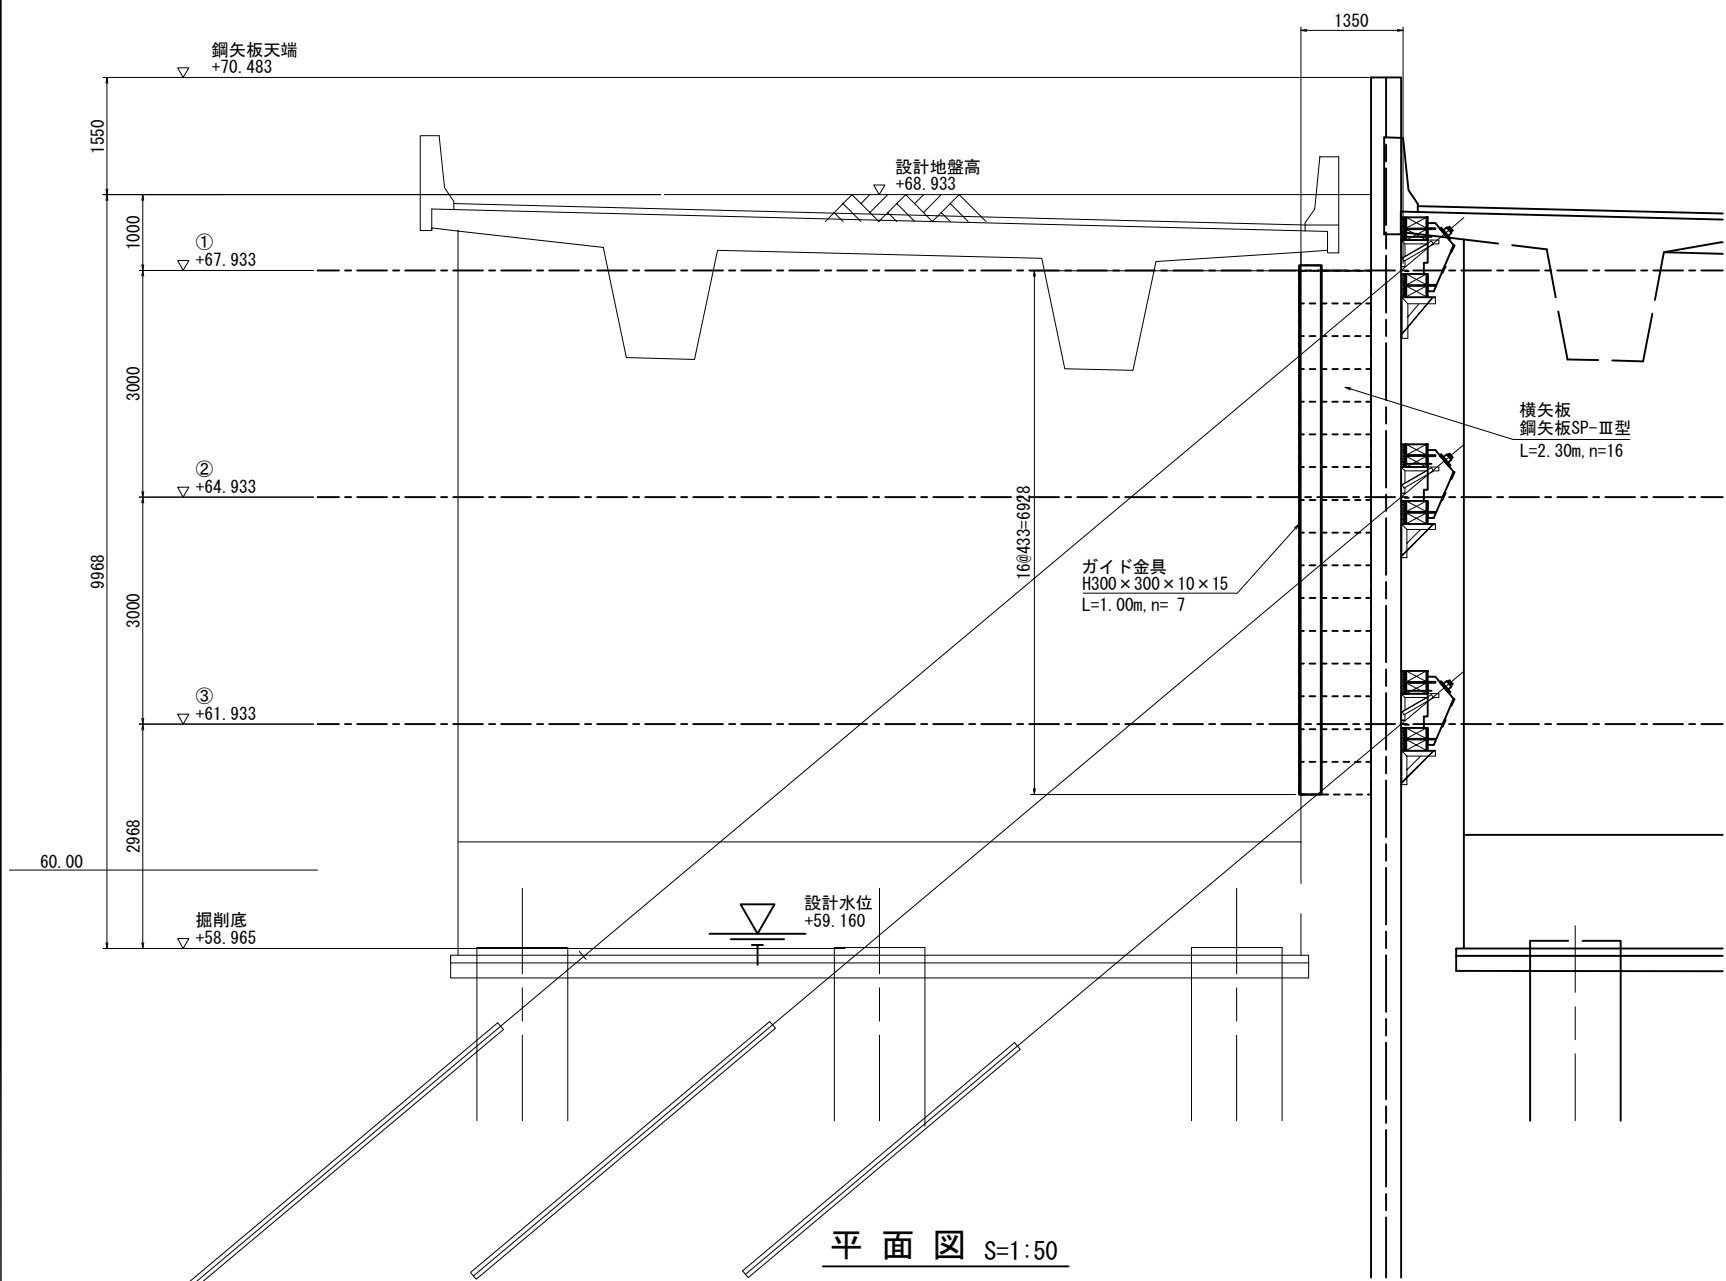 1350
鋼矢板天端
+70.483
1550
設計地盤高
+68.933
1000
①
+67.933
3000
横矢板
鋼矢板SP-Ⅲ型
L=2.30m,n=16
②
+64.933
16@433=6928
9968
ガイド金具
H300×300×10×15
L=1.00m,n= 7
3000
③
+61.933
2968
60.00
設計水位
+59.160
掘削底
+58.965
平 面 図 S=1:50